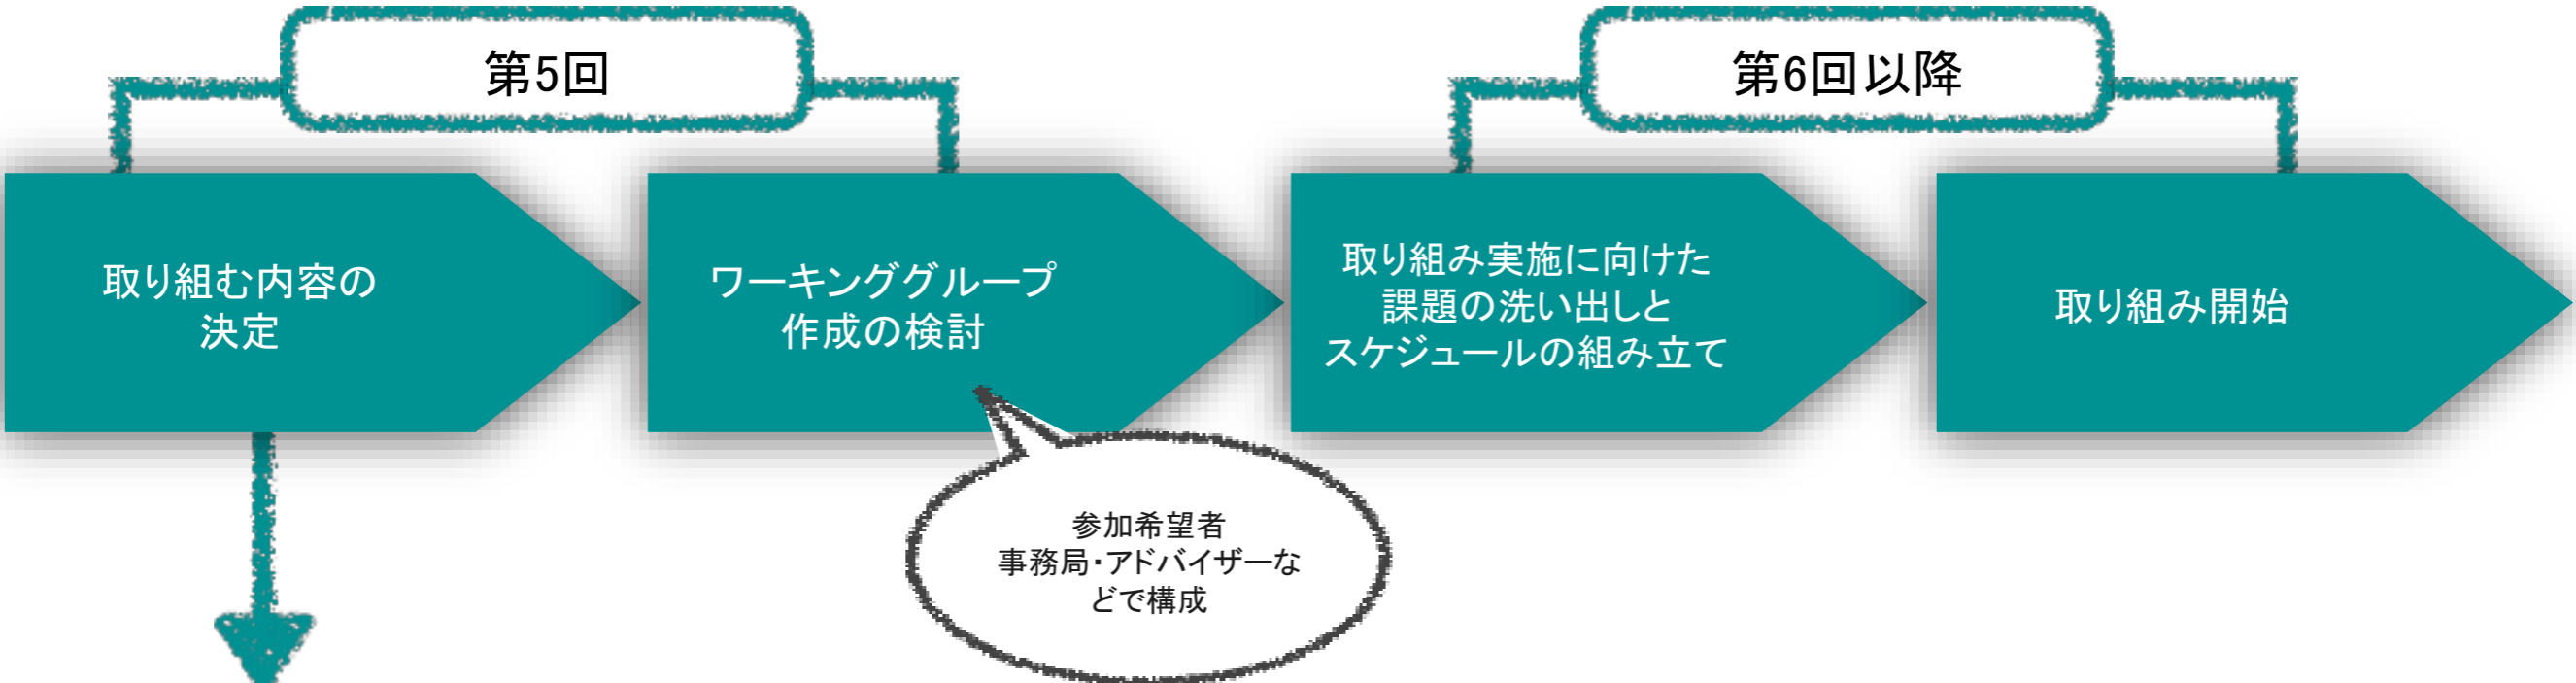 第5回
第6回以降
取り組む内容の
決定
ワーキンググループ
作成の検討
取り組み実施に向けた
課題の洗い出しと
スケジュールの組み立て
取り組み開始
参加希望者
事務局・アドバイザーな
どで構成